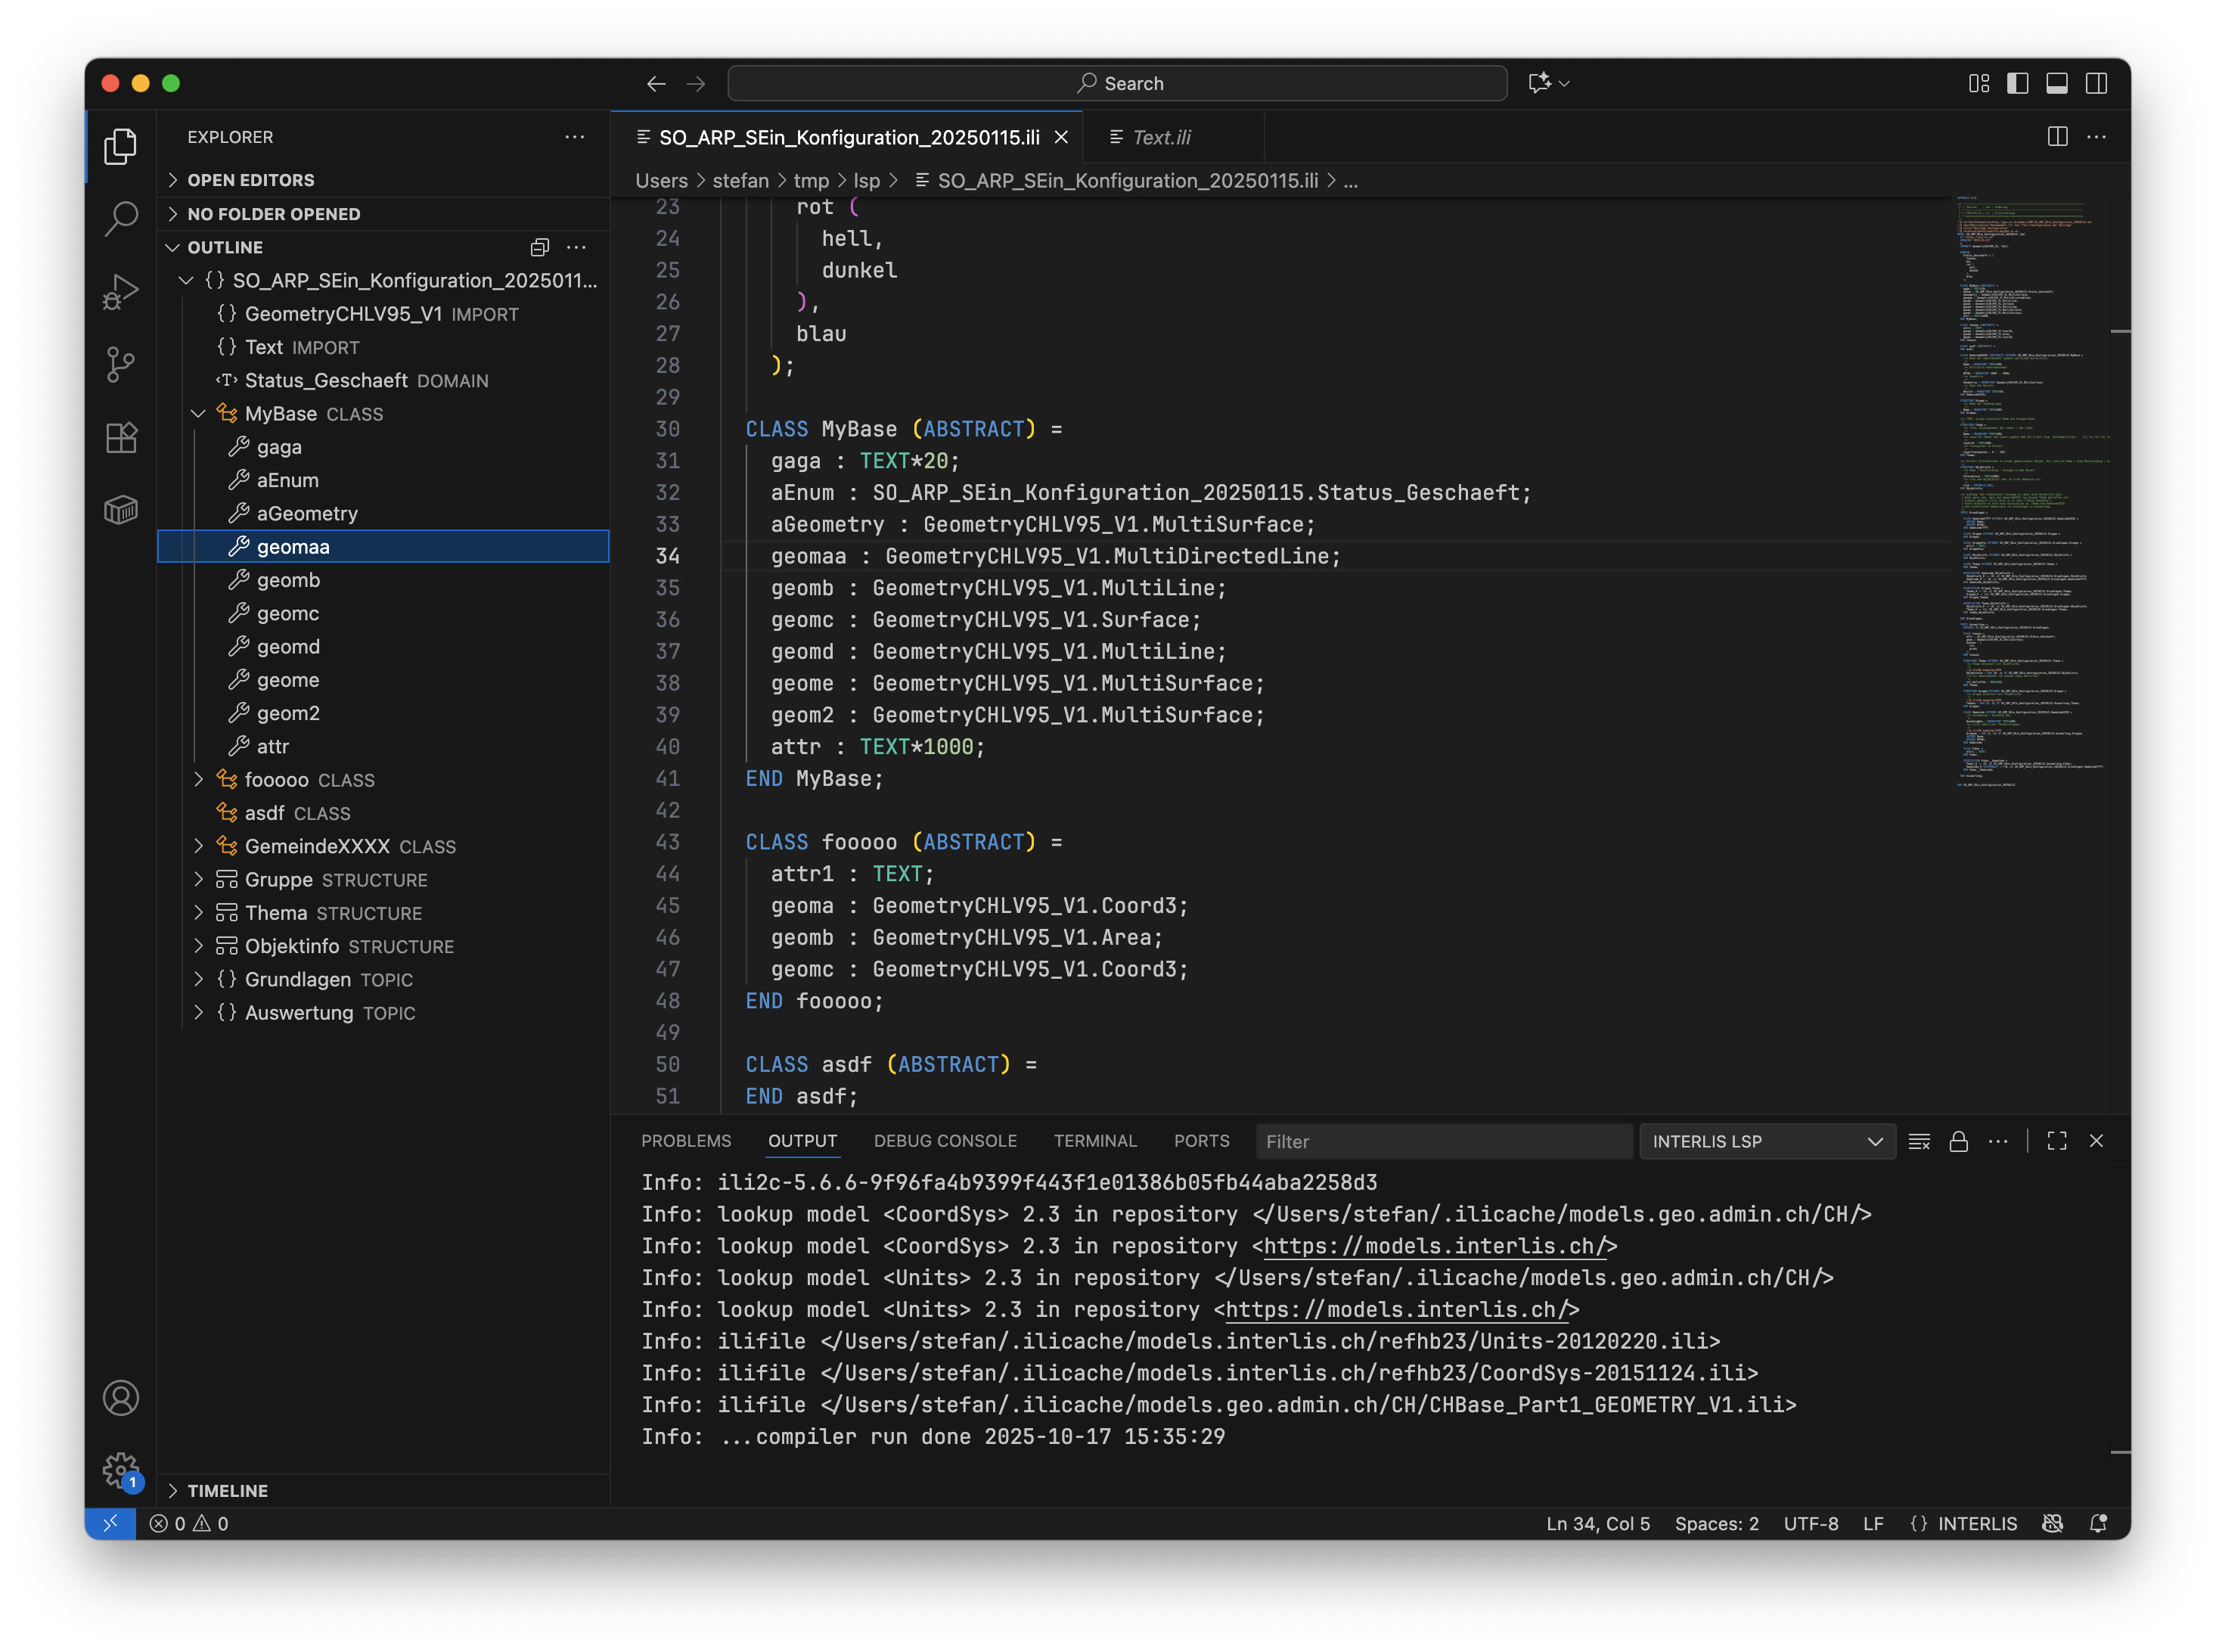 Search
EXPLORER
OPEN EDITORS
NO FOLDER OPENED
OUTLINE
SO_ARP_SEin_Konfiguration_2025011...
GeometryCHLV95_V1 IMPORT
Text IMPORT
Status_Geschaeft DOMAIN
MyBase CLASS
gaga
aEnum
aGeometry
geomaa
geomb
geomc
geomd
geome
geom2
attr
fooooo CLASS
asdf CLASS
GemeindeXXXX CLASS
Gruppe STRUCTURE
Thema STRUCTURE
Objektinfo STRUCTURE
Grundlagen TOPIC
Auswertung TOPIC
TIMELINE
SO_ARP_SEin_Konfiguration_20250115.ili
Text.ili
Users > stefan > tmp > lsp > SO_ARP_SEin_Konfiguration_20250115.ili > ...
23 rot (
24 hell,
25 dunkel
26 ),
27 blau
28 );
29
30 CLASS MyBase (ABSTRACT) =
31 gaga : TEXT*20;
32 aEnum : SO_ARP_SEin_Konfiguration_20250115.Status_Geschaeft;
33 aGeometry : GeometryCHLV95_V1.MultiSurface;
34 geomaa : GeometryCHLV95_V1.MultiDirectedLine;
35 geomb : GeometryCHLV95_V1.MultiLine;
36 geomc : GeometryCHLV95_V1.Surface;
37 geomd : GeometryCHLV95_V1.MultiLine;
38 geome : GeometryCHLV95_V1.MultiSurface;
39 geom2 : GeometryCHLV95_V1.MultiSurface;
40 attr : TEXT*1000;
41 END MyBase;
42
43 CLASS fooooo (ABSTRACT) =
44 attr1 : TEXT;
45 geoma : GeometryCHLV95_V1.Coord3;
46 geomb : GeometryCHLV95_V1.Area;
47 geomc : GeometryCHLV95_V1.Coord3;
48 END fooooo;
49
50 CLASS asdf (ABSTRACT) =
51 END asdf;
PROBLEMS OUTPUT DEBUG CONSOLE TERMINAL PORTS Filter INTERLIS LSP
Info: ili2c-5.6.6-9f96fa4b9399f443f1e01386b05fb44aba2258d3
Info: lookup model <CoordSys> 2.3 in repository </Users/stefan/.ilicache/models.geo.admin.ch/CH/>
Info: lookup model <CoordSys> 2.3 in repository <https://models.interlis.ch/>
Info: lookup model <Units> 2.3 in repository </Users/stefan/.ilicache/models.geo.admin.ch/CH/>
Info: lookup model <Units> 2.3 in repository <https://models.interlis.ch/>
Info: ilifile </Users/stefan/.ilicache/models.interlis.ch/refhb23/Units-20120220.ili>
Info: ilifile </Users/stefan/.ilicache/models.interlis.ch/refhb23/CoordSys-20151124.ili>
Info: ilifile </Users/stefan/.ilicache/models.geo.admin.ch/CH/CHBase_Part1_GEOMETRY_V1.ili>
Info: ...compiler run done 2025-10-17 15:35:29
1
0 0 Ln 34, Col 5 Spaces: 2 UTF-8 LF {} INTERLIS